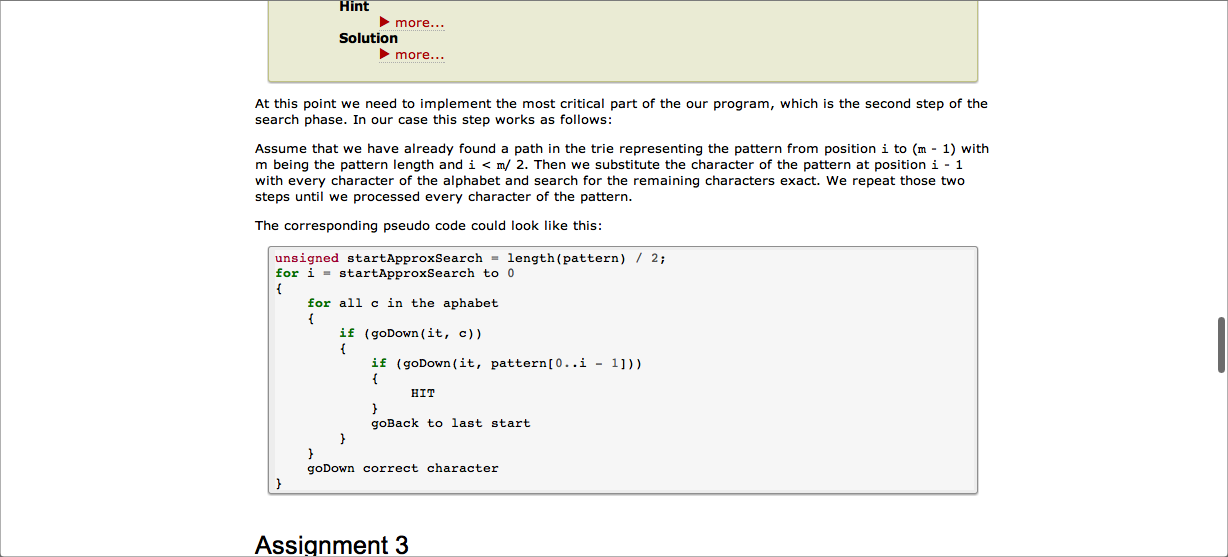 Hint
▶ more...
Solution
▶ more...
At this point we need to implement the most critical part of the our program, which is the second step of the
search phase. In our case this step works as follows:
Assume that we have already found a path in the trie representing the pattern from position i to (m - 1) with
m being the pattern length and i < m/ 2. Then we substitute the character of the pattern at position i - 1
with every character of the alphabet and search for the remaining characters exact. We repeat those two
steps until we processed every character of the pattern.
The corresponding pseudo code could look like this:
unsigned startApproxSearch = length(pattern) / 2;
for i = startApproxSearch to 0
{
    for all c in the aphabet
    {
        if (goDown(it, c))
        {
            if (goDown(it, pattern[0..i - 1]))
            {
                 HIT
            }
            goBack to last start
        }
    }
    goDown correct character
}
Assignment 3